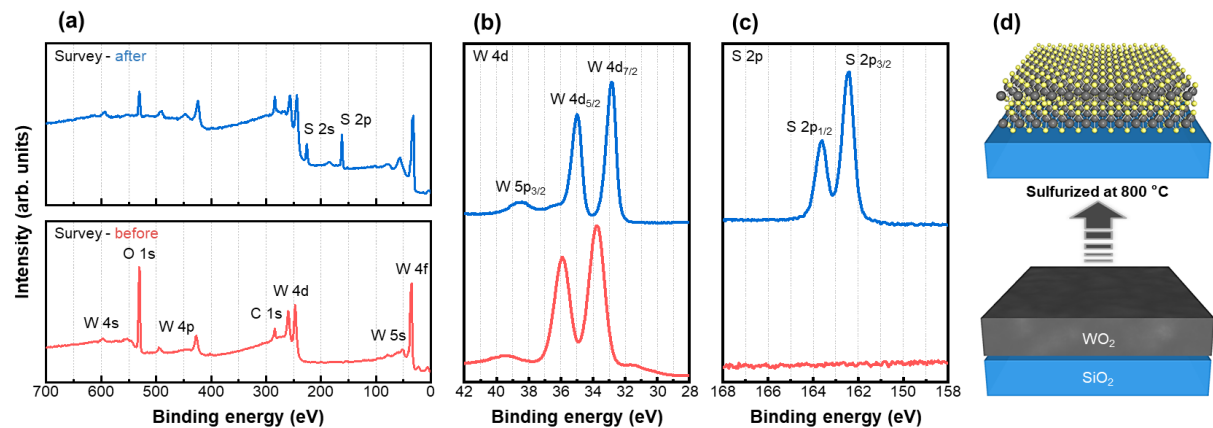 (a)
(b)
(c)
(d)
Intensity (arb. units)
Survey - after
S 2s
S 2p
Survey - before
O 1s
W 4s
W 4p
C 1s
W 4d
W 5s
W 4f
700 600 500 400 300 200 100 0
Binding energy (eV)
W 4d
W 4d7/2
W 4d5/2
W 5p3/2
42 40 38 36 34 32 30 28
Binding energy (eV)
S 2p
S 2p3/2
S 2p1/2
168 166 164 162 160 158
Binding energy (eV)
Sulfurized at 800 °C
WO2
SiO2